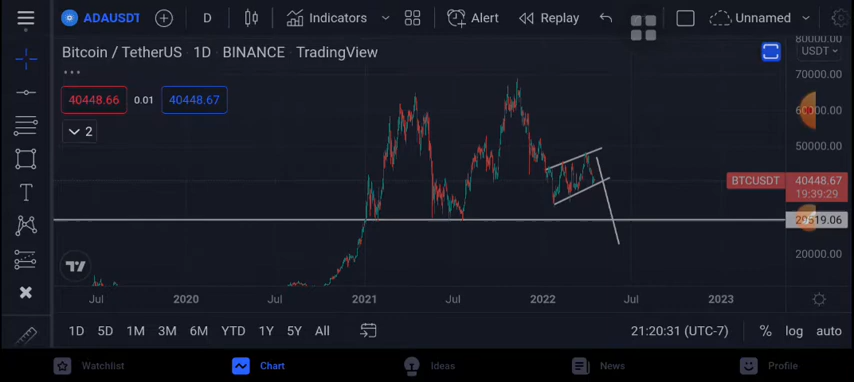 ADAUSDT D Indicators Alert Replay Unnamed
Bitcoin / TetherUS · 1D · BINANCE · TradingView
80000.00
USDT
70000.00
40448.66 0.01 40448.67
60000.00
2
50000.00
BTCUSDT 40448.67
19:39:29
29519.06
T
20000.00
Jul 2020 Jul 2021 Jul 2022 Jul 2023
1D 5D 1M 3M 6M YTD 1Y 5Y All 21:20:31 (UTC-7) % log auto
Watchlist Chart Ideas News Profile